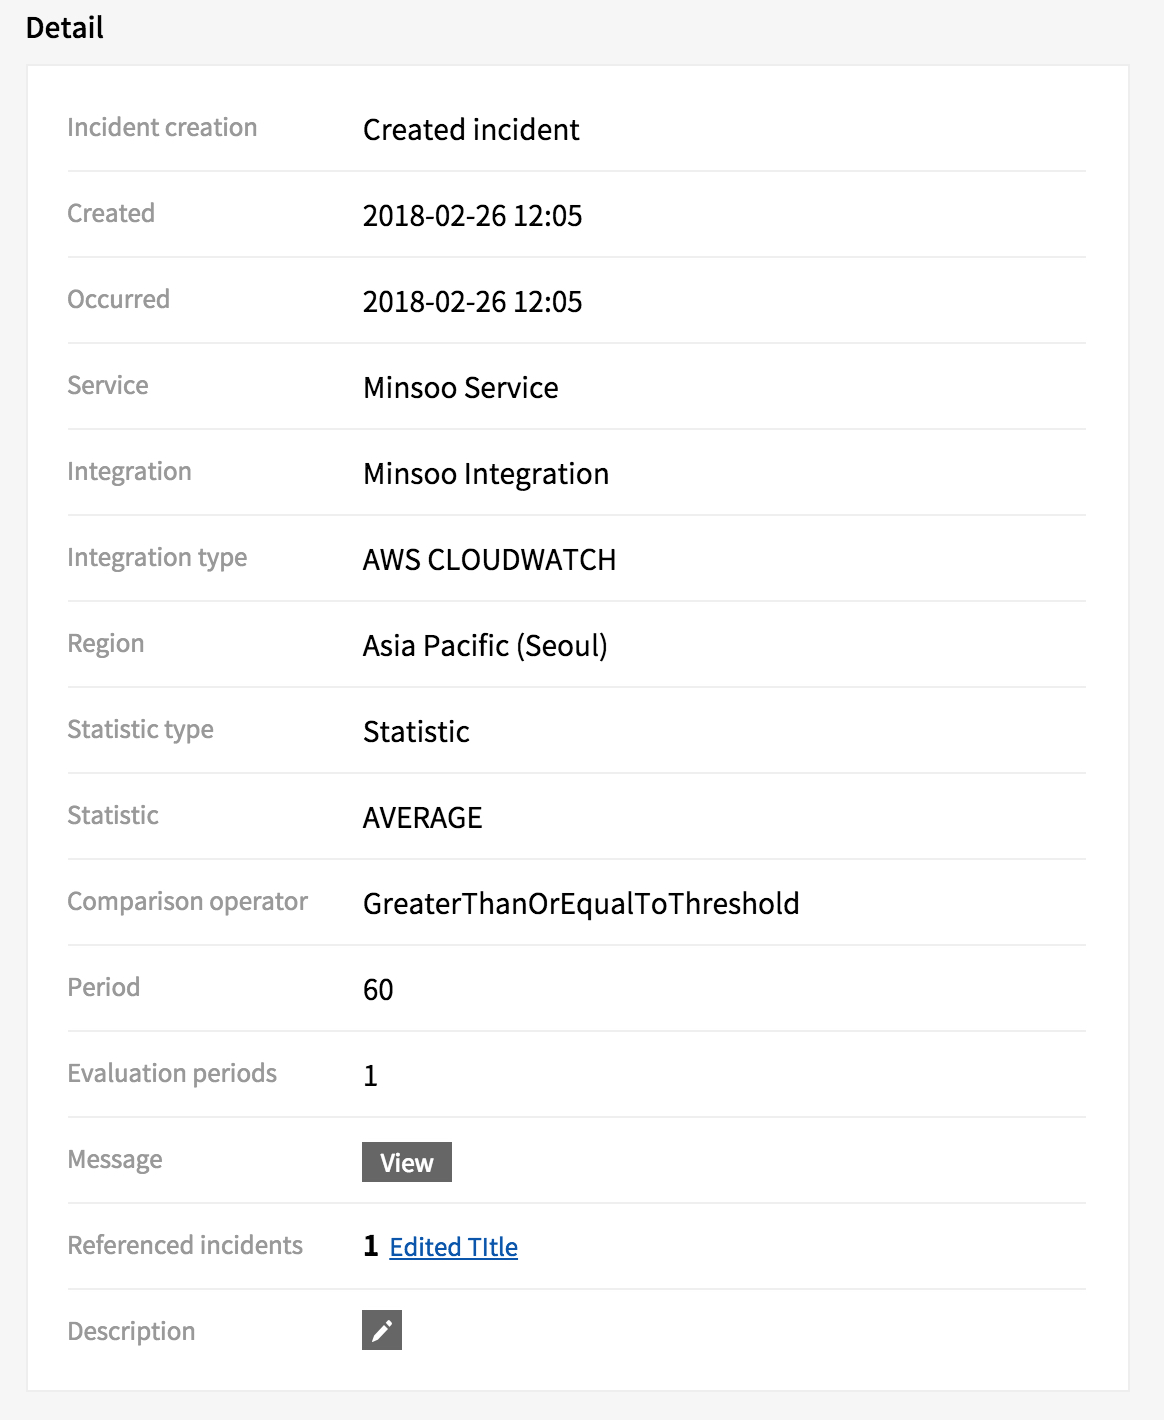 Detail
Incident creation Created incident
Created 2018-02-26 12:05
Occurred 2018-02-26 12:05
Service Minsoo Service
Integration Minsoo Integration
Integration type AWS CLOUDWATCH
Region Asia Pacific (Seoul)
Statistic type Statistic
Statistic AVERAGE
Comparison operator GreaterThanOrEqualToThreshold
Period 60
Evaluation periods 1
Message View
Referenced incidents 1 Edited TItle
Description